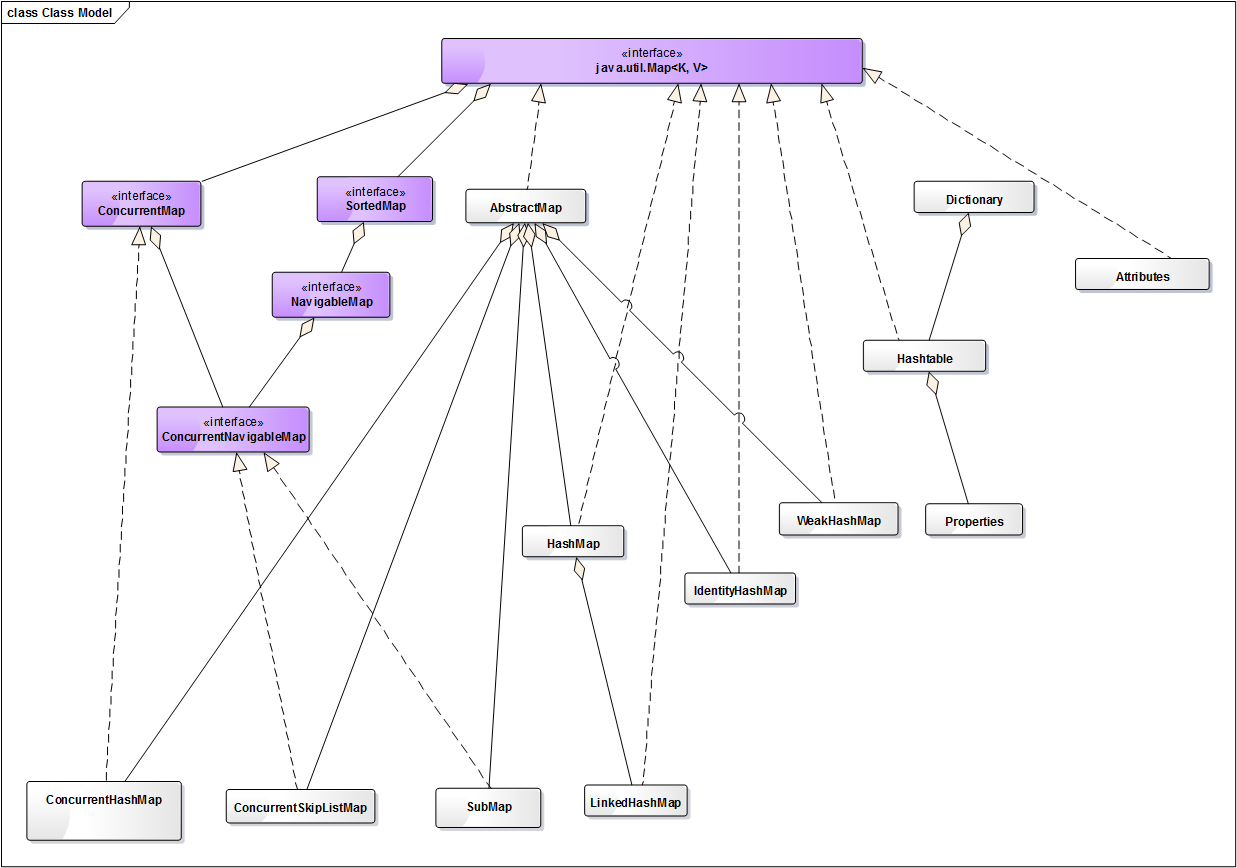 class Class Model
«interface»
java.util.Map<K, V>
«interface»
ConcurrentMap
«interface»
SortedMap
AbstractMap
Dictionary
Attributes
«interface»
NavigableMap
Hashtable
«interface»
ConcurrentNavigableMap
WeakHashMap
Properties
HashMap
IdentityHashMap
ConcurrentHashMap
ConcurrentSkipListMap
SubMap
LinkedHashMap